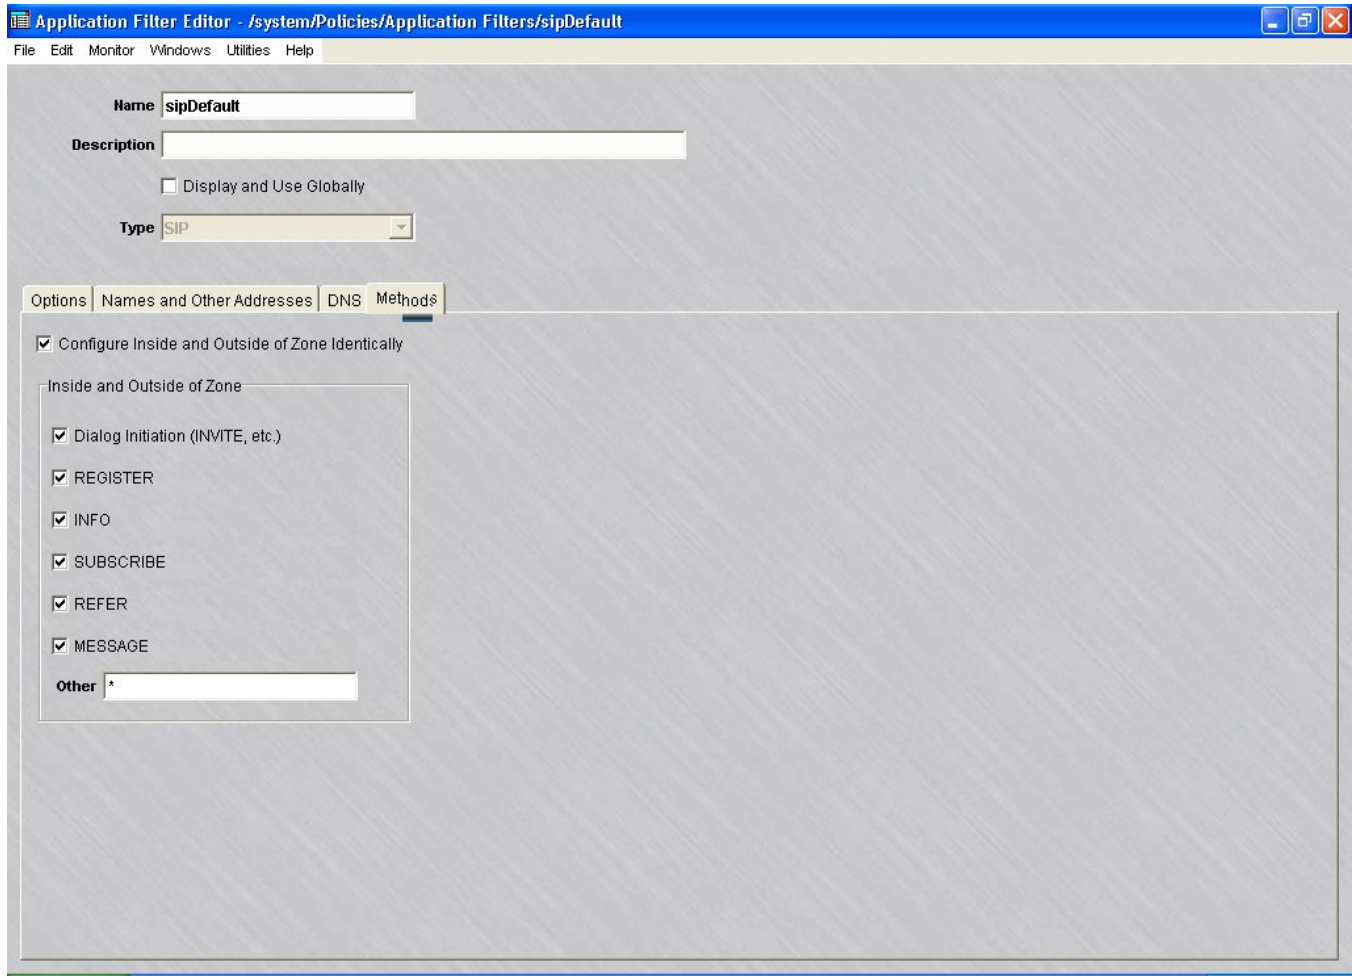 Application Filter Editor - /system/Policies/Application Filters/sipDefault
File Edit Monitor Windows Utilities Help
Name sipDefault
Description
Display and Use Globally
Type SIP
Options Names and Other Addresses DNS Methods
Configure Inside and Outside of Zone Identically
Inside and Outside of Zone
Dialog Initiation (INVITE, etc.)
REGISTER
INFO
SUBSCRIBE
REFER
MESSAGE
Other *